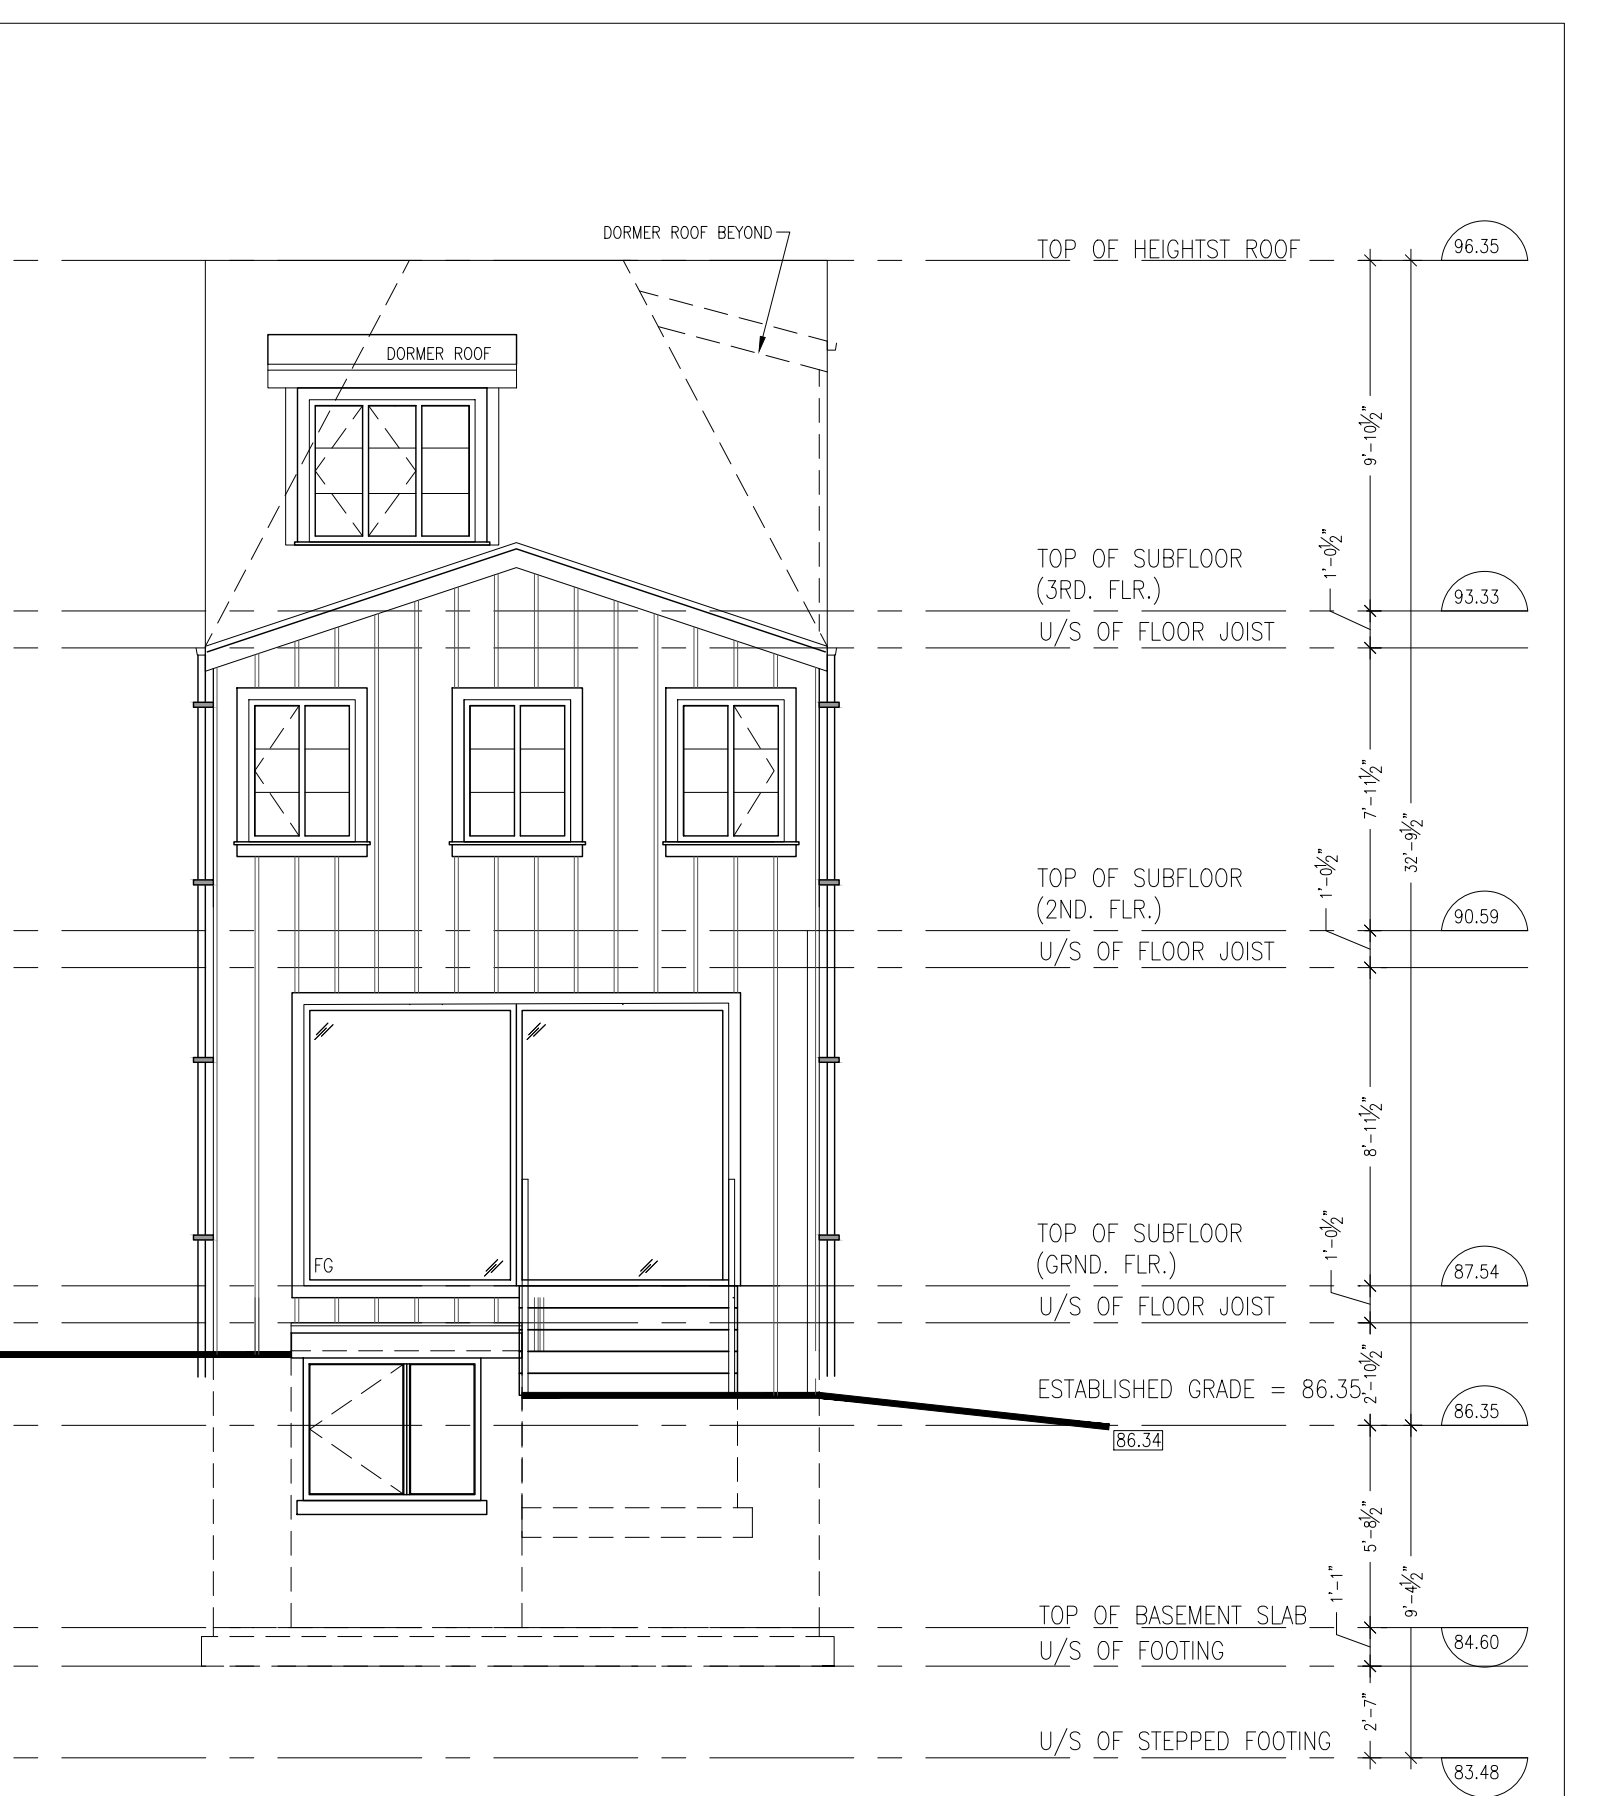 DORMER ROOF BEYOND
TOP OF HEIGHTST ROOF
96.35
DORMER ROOF
9'-10½"
TOP OF SUBFLOOR
(3RD. FLR.)
1'-0½"
93.33
U/S OF FLOOR JOIST
7'-11½"
32'-9½"
TOP OF SUBFLOOR
(2ND. FLR.)
1'-0½"
90.59
U/S OF FLOOR JOIST
8'-11½"
TOP OF SUBFLOOR
(GRND. FLR.)
1'-0½"
87.54
FG
U/S OF FLOOR JOIST
2'-10½"
ESTABLISHED GRADE = 86.35
86.35
86.34
5'-8½"
9'-4½"
1'-1"
TOP OF BASEMENT SLAB
84.60
U/S OF FOOTING
2'-7"
U/S OF STEPPED FOOTING
83.48